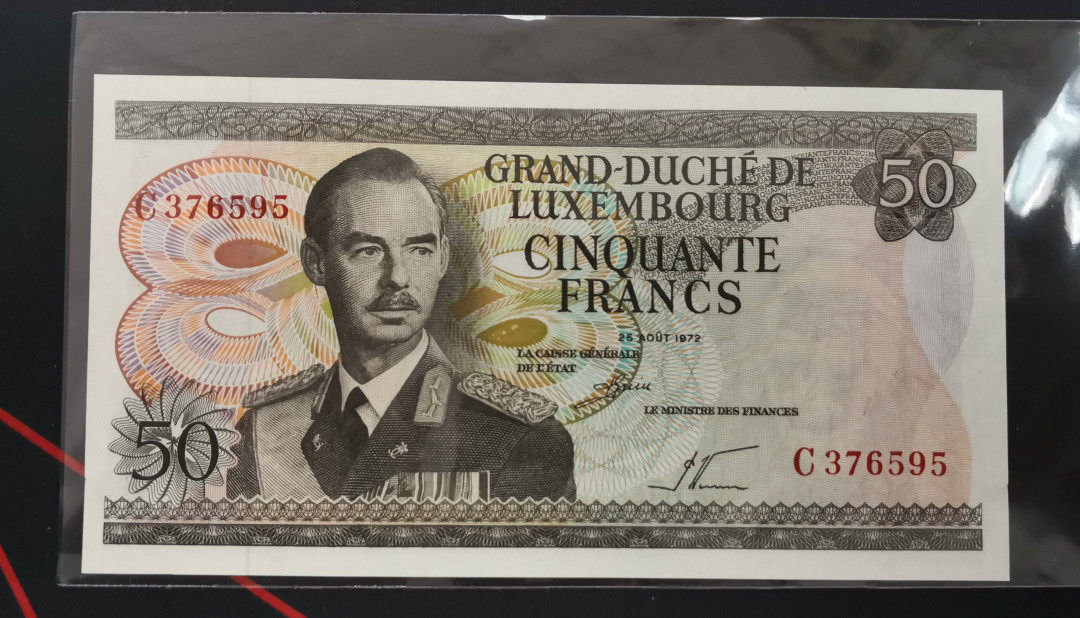 GRAND-DUCHÉ DE
LUXEMBOURG
50
C 376595
CINQUANTE
FRANCS
25 AOÛT 1972
LA CAISSE GÉNÉRALE
DE L'ÉTAT
LE MINISTRE DES FINANCES
50
C 376595